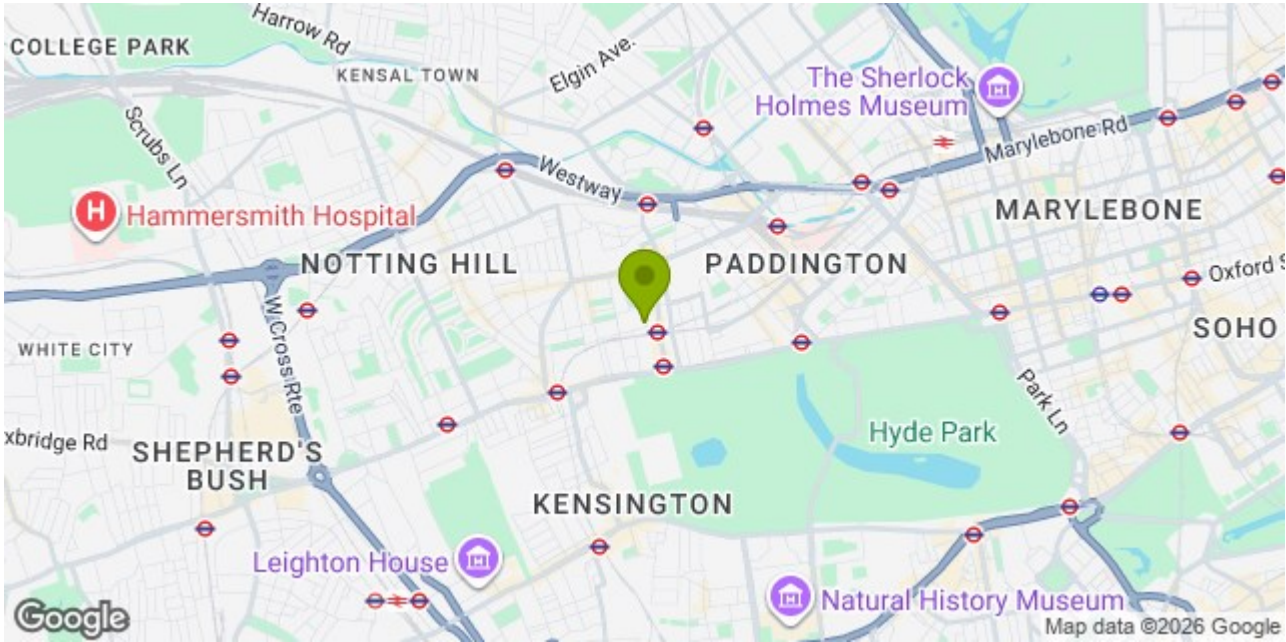 Harrow Rd
COLLEGE PARK
KENSAL TOWN
Elgin Ave.
The Sherlock
Holmes Museum
Scrubs Ln
Marylebone Rd
Westway
H
Hammersmith Hospital
MARYLEBONE
NOTTING HILL
PADDINGTON
Oxford S
W Cross Rte
SOHO
WHITE CITY
Park Ln
xbridge Rd
Hyde Park
SHEPHERD'S
BUSH
KENSINGTON
Leighton House
Natural History Museum
Google
Map data ©2026 Google